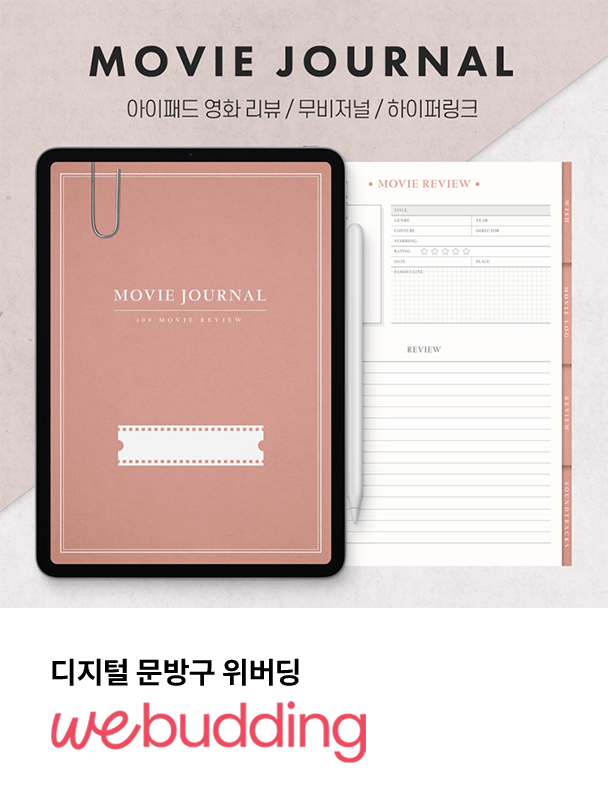 MOVIE JOURNAL
아이패드 영화 리뷰 / 무비저널 / 하이퍼링크
MOVIE JOURNAL
100 MOVIE REVIEW
• MOVIE REVIEW •
TITLE
GENRE YEAR
COUNTRY DIRECTOR
STARRING
RATING
DATE PLACE
FAMOUS LINE
REVIEW
WISH
MOVIE LOG
REVIEW
SOUNDTRACKS
디지털 문방구 위버딩
webudding